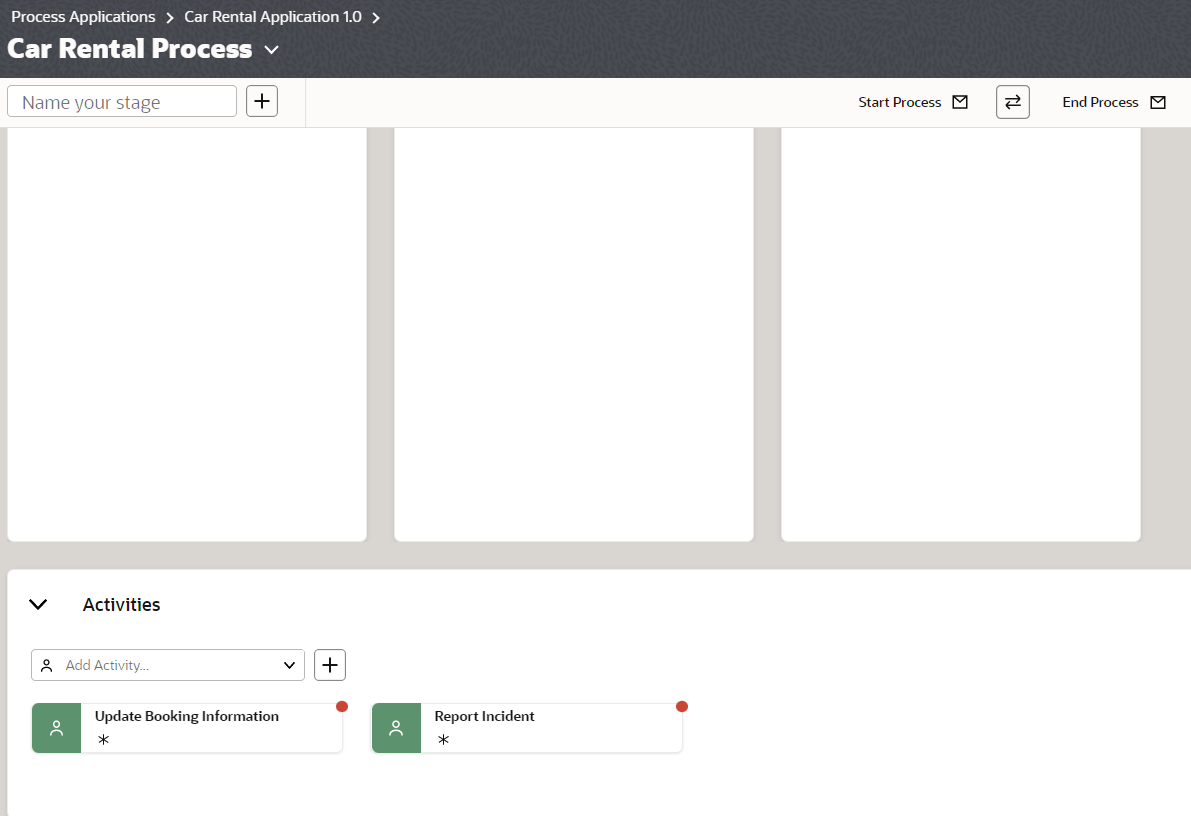 Process Applications > Car Rental Application 1.0 >
Car Rental Process
Name your stage
Start Process
End Process
Activities
Add Activity...
Update Booking Information
Report Incident